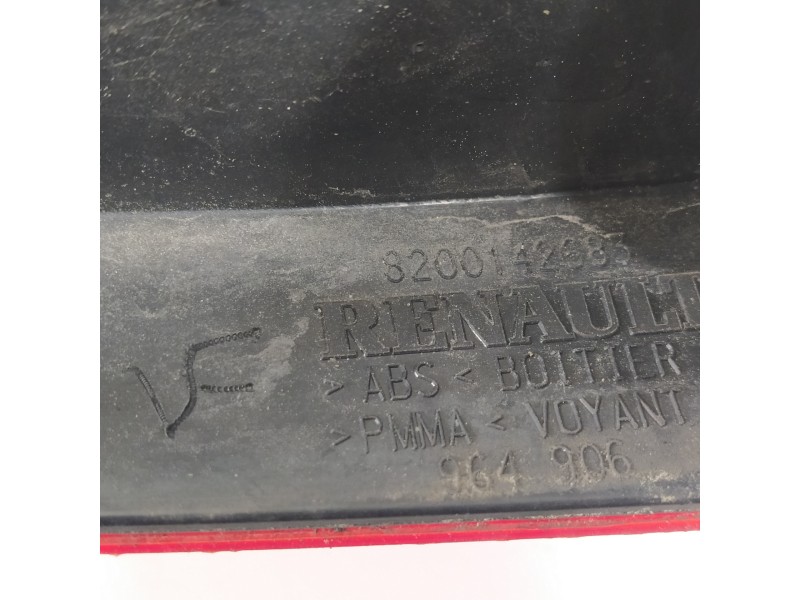 RENAULT
> ABS < BOITIER
> PMMA < VOYANT
964 906